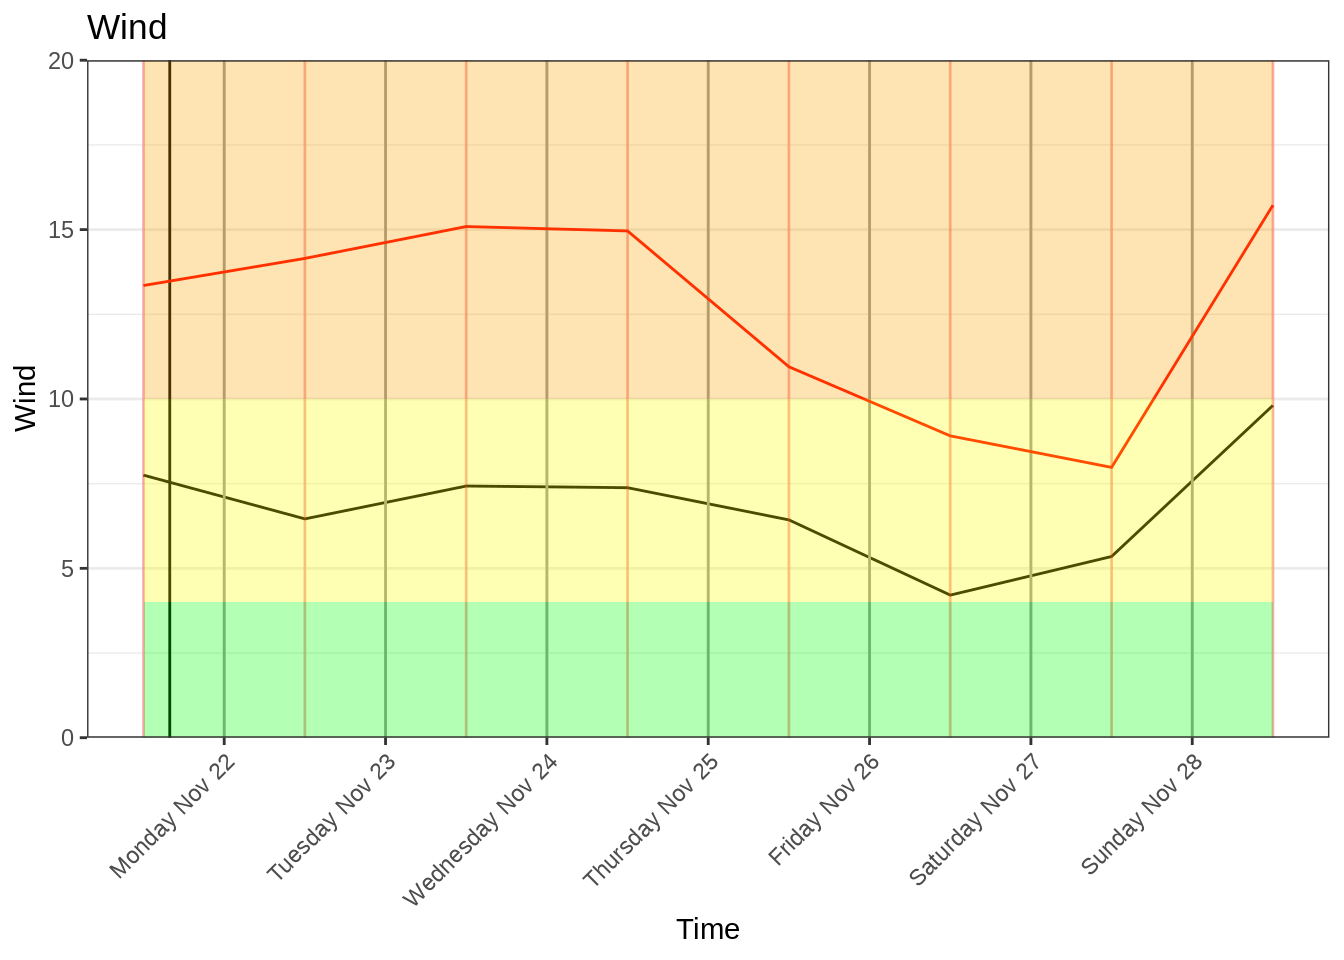 Wind
20
15
10
5
0
Wind
Monday Nov 22
Tuesday Nov 23
Wednesday Nov 24
Thursday Nov 25
Friday Nov 26
Saturday Nov 27
Sunday Nov 28
Time